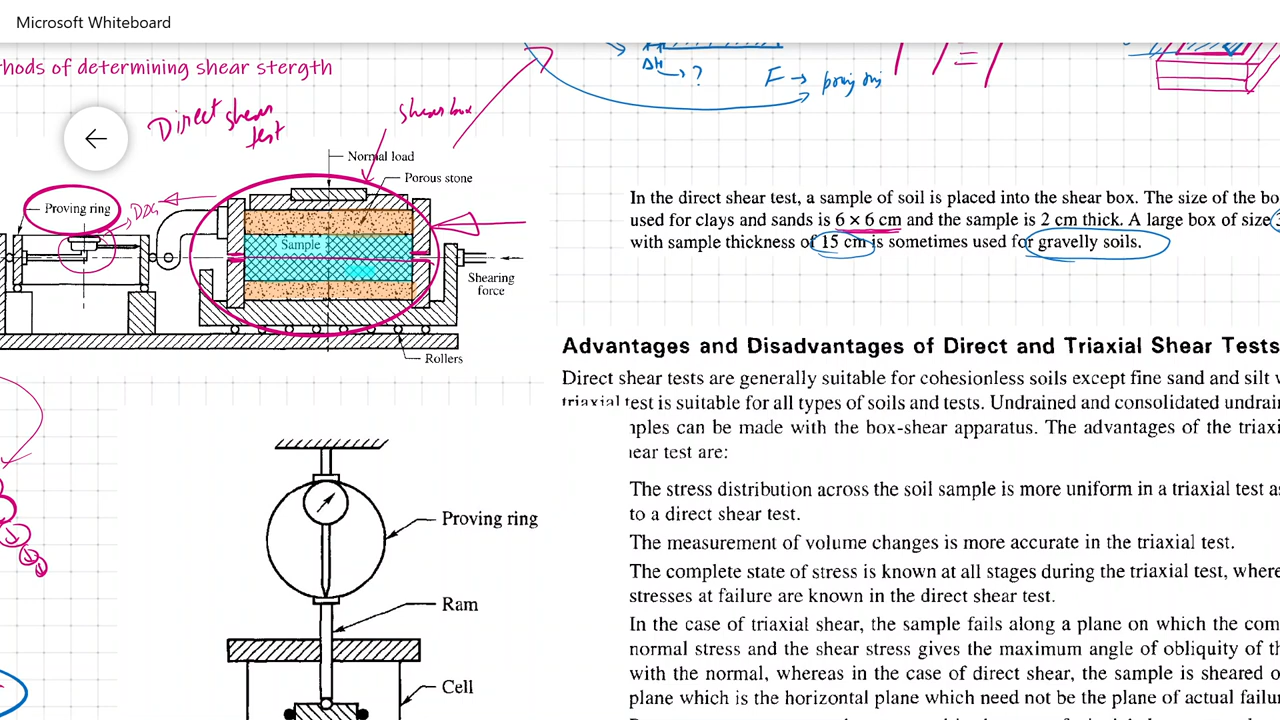 Microsoft Whiteboard
thods of determining shear stergth
ΔH
?
F → proving ring
Direct shear
test
shear box
Normal load
Porous stone
Proving ring
Sample
Shearing
force
Rollers
In the direct shear test, a sample of soil is placed into the shear box. The size of the bo
used for clays and sands is 6 × 6 cm and the sample is 2 cm thick. A large box of size
with sample thickness of 15 cm is sometimes used for gravelly soils.
Advantages and Disadvantages of Direct and Triaxial Shear Tests
Direct shear tests are generally suitable for cohesionless soils except fine sand and silt
triaxial test is suitable for all types of soils and tests. Undrained and consolidated undrai
nples can be made with the box-shear apparatus. The advantages of the triaxi
ear test are:
The stress distribution across the soil sample is more uniform in a triaxial test as
to a direct shear test.
The measurement of volume changes is more accurate in the triaxial test.
The complete state of stress is known at all stages during the triaxial test, where
stresses at failure are known in the direct shear test.
In the case of triaxial shear, the sample fails along a plane on which the com
normal stress and the shear stress gives the maximum angle of obliquity of th
with the normal, whereas in the case of direct shear, the sample is sheared o
plane which is the horizontal plane which need not be the plane of actual failur
Proving ring
Ram
Cell